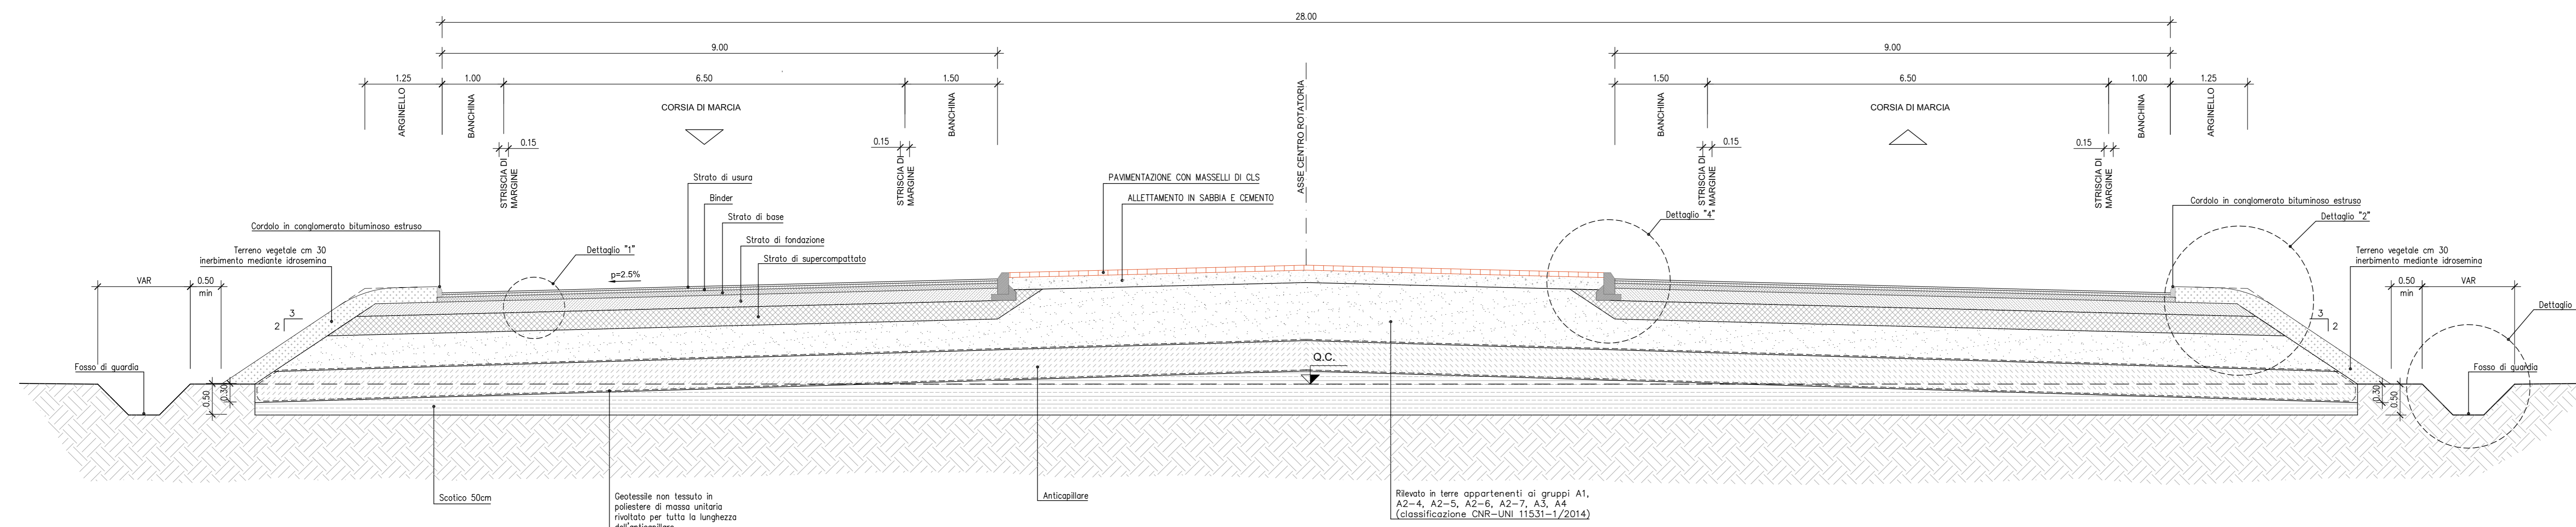 28.00
9.00
9.00
1.25
1.00
6.50
1.50
1.50
6.50
1.00
1.25
ARGINELLO
BANCHINA
CORSIA DI MARCIA
BANCHINA
ASSE CENTRO ROTATORIA
BANCHINA
CORSIA DI MARCIA
BANCHINA
ARGINELLO
0.15
0.15
0.15
0.15
STRISCIA DI
MARGINE
STRISCIA DI
MARGINE
STRISCIA DI
MARGINE
STRISCIA DI
MARGINE
Strato di usura
Binder
Strato di base
Strato di fondazione
Strato di supercompattato
PAVIMENTAZIONE CON MASSELLI DI CLS
ALLETTAMENTO IN SABBIA E CEMENTO
Dettaglio "4"
Cordolo in conglomerato bituminoso estruso
Dettaglio "2"
Cordolo in conglomerato bituminoso estruso
Terreno vegetale cm 30
inerbimento mediante idrosemina
Dettaglio "1"
p=2.5%
Terreno vegetale cm 30
inerbimento mediante idrosemina
VAR
0.50
min
0.50
min
VAR
Dettaglio
3
2
3
2
Q.C.
Fosso di guardia
Fosso di guardia
0.50
0.30
0.30
0.50
Scotico 50cm
Geotessile non tessuto in
poliestere di massa unitaria
rivoltato per tutta la lunghezza
dell'anticapillare
Anticapillare
Rilevato in terre appartenenti ai gruppi A1,
A2-4, A2-5, A2-6, A2-7, A3, A4
(classificazione CNR-UNI 11531-1/2014)